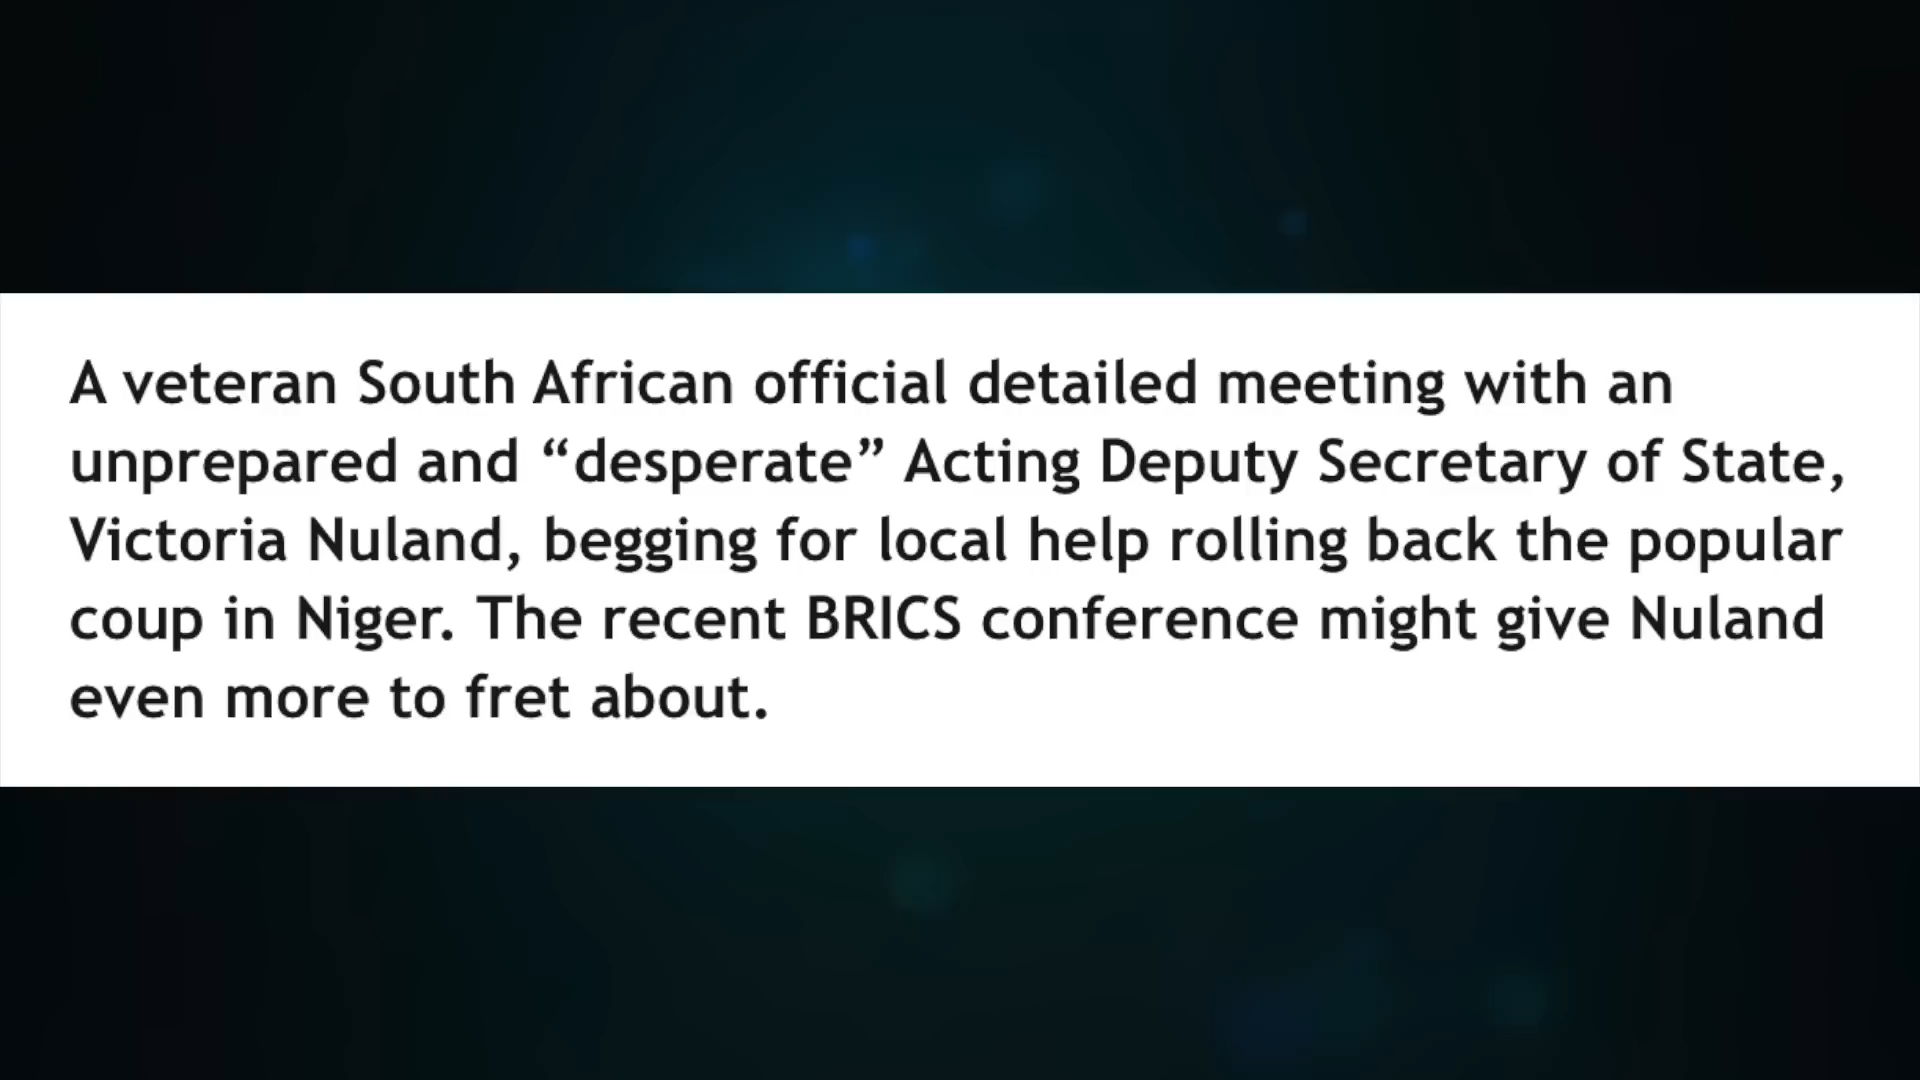 A veteran South African official detailed meeting with an
unprepared and “desperate” Acting Deputy Secretary of State,
Victoria Nuland, begging for local help rolling back the popular
coup in Niger. The recent BRICS conference might give Nuland
even more to fret about.